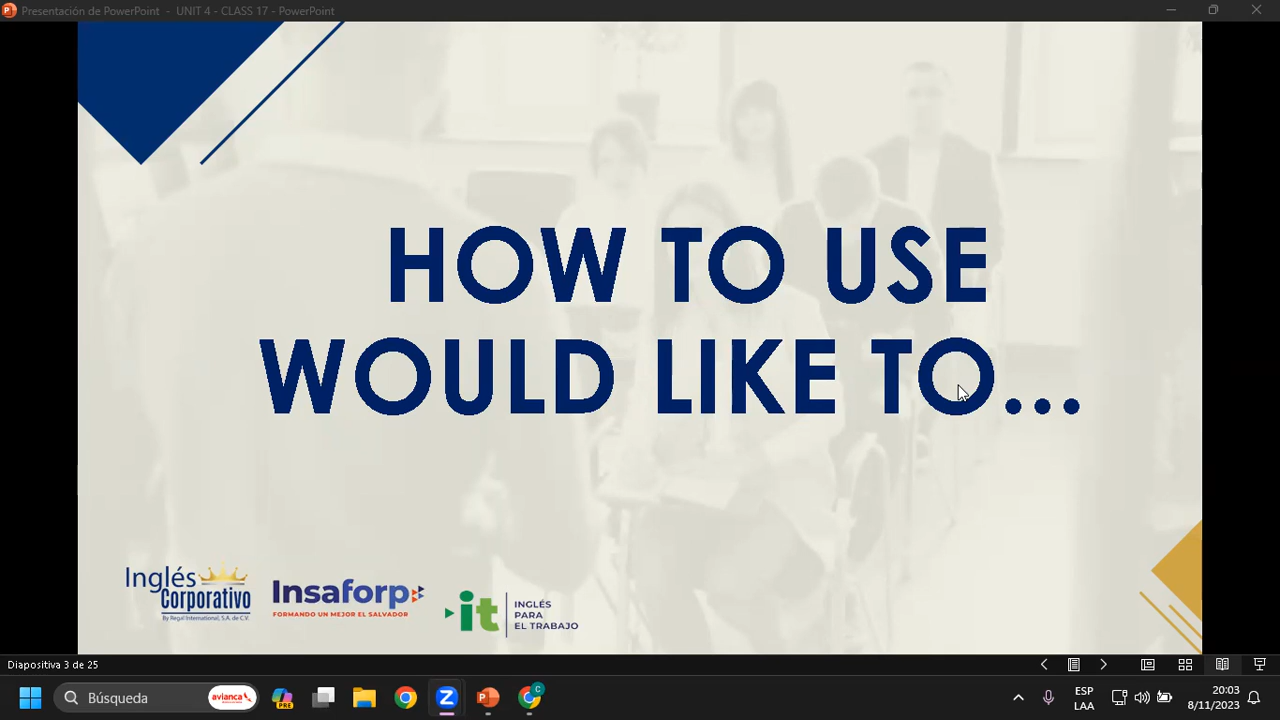 Presentación de PowerPoint - UNIT 4 - CLASS 17 - PowerPoint
HOW TO USE
WOULD LIKE TO...
Inglés
Corporativo
By Regal International, S.A. de C.V.
Insaforp
FORMANDO UN MEJOR EL SALVADOR
it
INGLÉS
PARA
EL TRABAJO
Diapositiva 3 de 25
Búsqueda
avianca
PRE
Z
P
C
ESP
LAA
20:03
8/11/2023